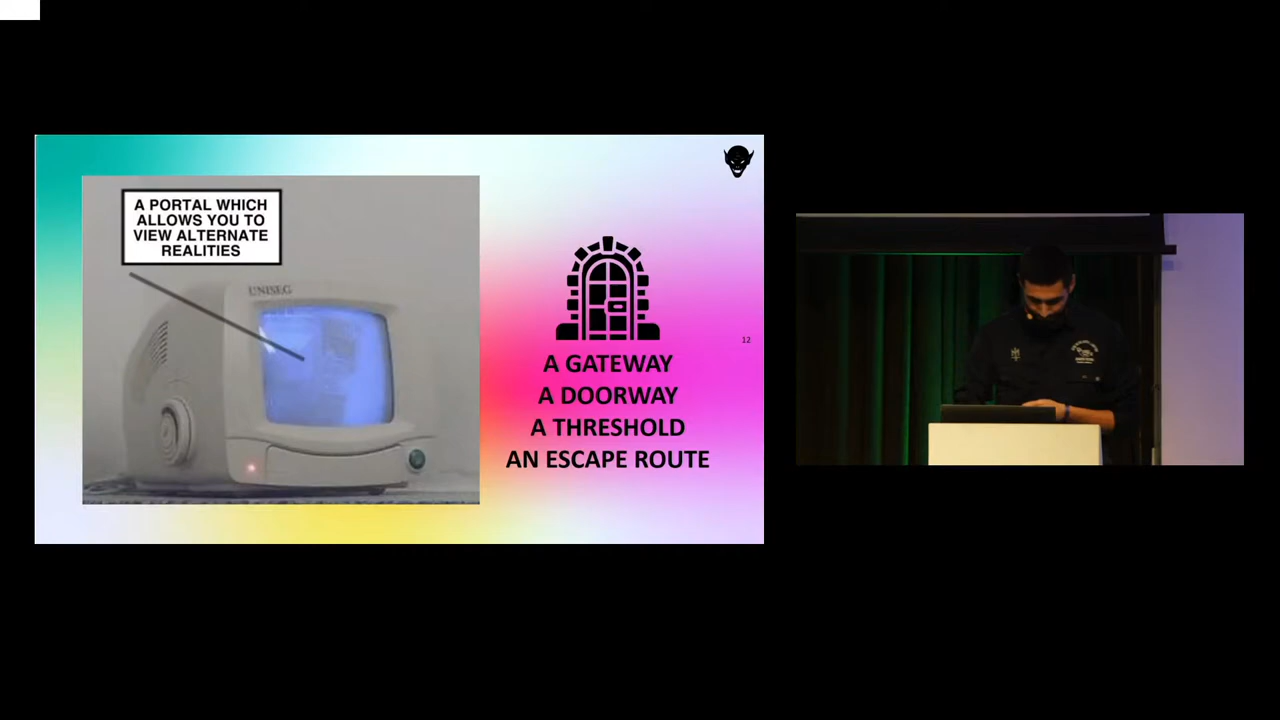 A PORTAL WHICH
ALLOWS YOU TO
VIEW ALTERNATE
REALITIES
UNISEG
A GATEWAY
A DOORWAY
A THRESHOLD
AN ESCAPE ROUTE
12